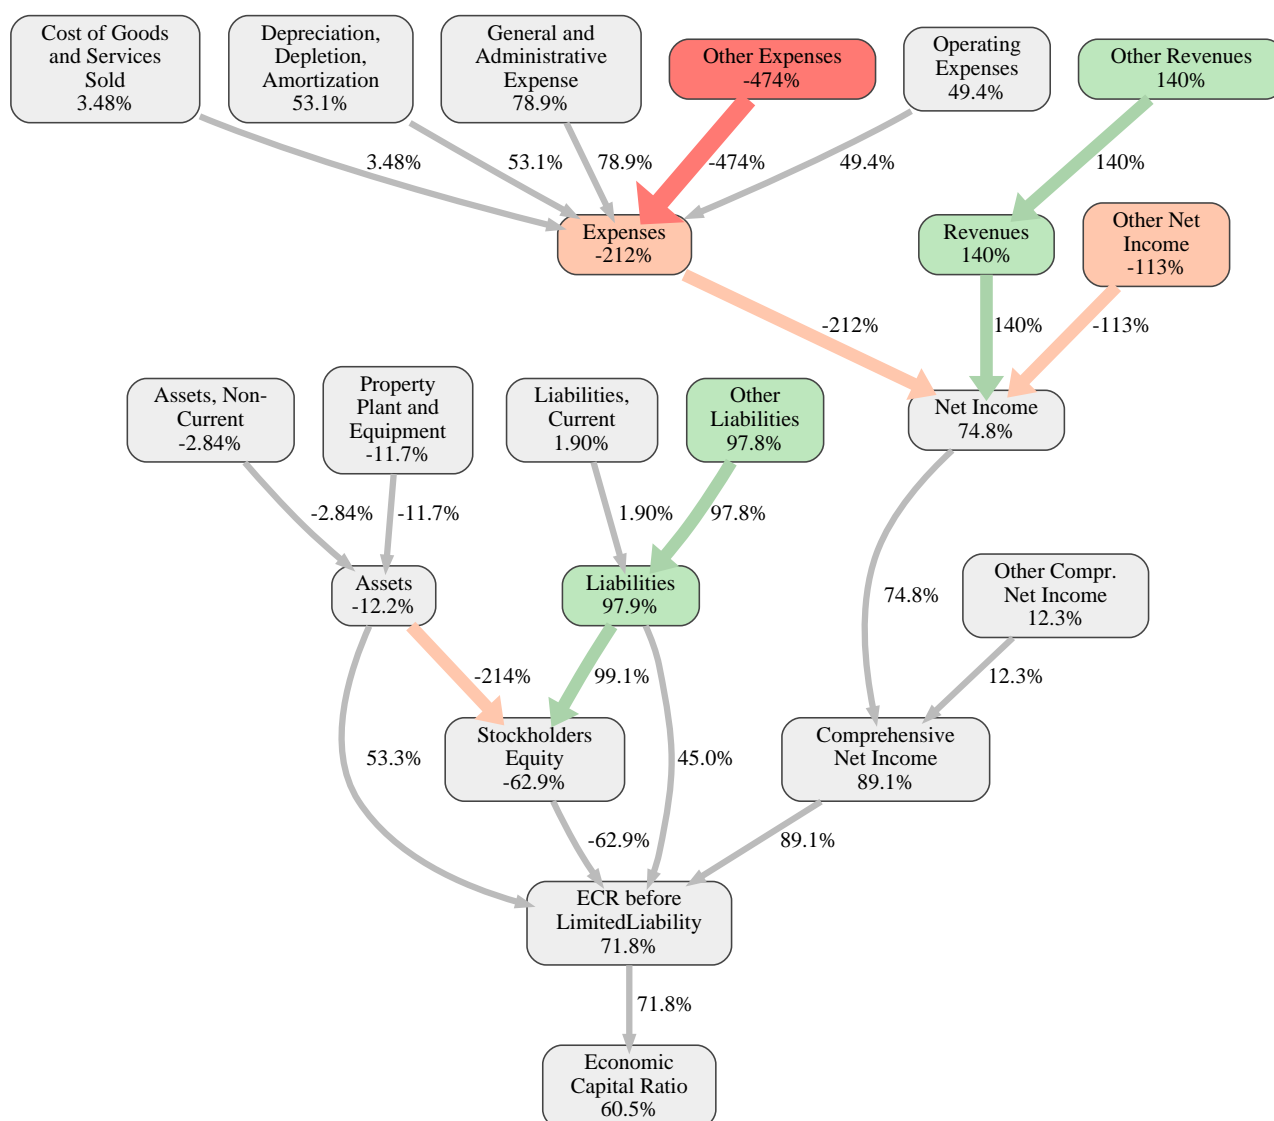 Cost of Goods
and Services
Sold
3.48%
Depreciation,
Depletion,
Amortization
53.1%
General and
Administrative
Expense
78.9%
Other Expenses
-474%
Operating
Expenses
49.4%
Other Revenues
140%
3.48%
53.1%
78.9%
-474%
49.4%
140%
Expenses
-212%
Revenues
140%
Other Net
Income
-113%
-212%
140%
-113%
Assets, Non-
Current
-2.84%
Property
Plant and
Equipment
-11.7%
Liabilities,
Current
1.90%
Other
Liabilities
97.8%
Net Income
74.8%
-2.84%
-11.7%
1.90%
97.8%
Assets
-12.2%
Liabilities
97.9%
74.8%
Other Compr.
Net Income
12.3%
-214%
99.1%
12.3%
53.3%
Stockholders
Equity
-62.9%
45.0%
Comprehensive
Net Income
89.1%
-62.9%
89.1%
ECR before
LimitedLiability
71.8%
71.8%
Economic
Capital Ratio
60.5%